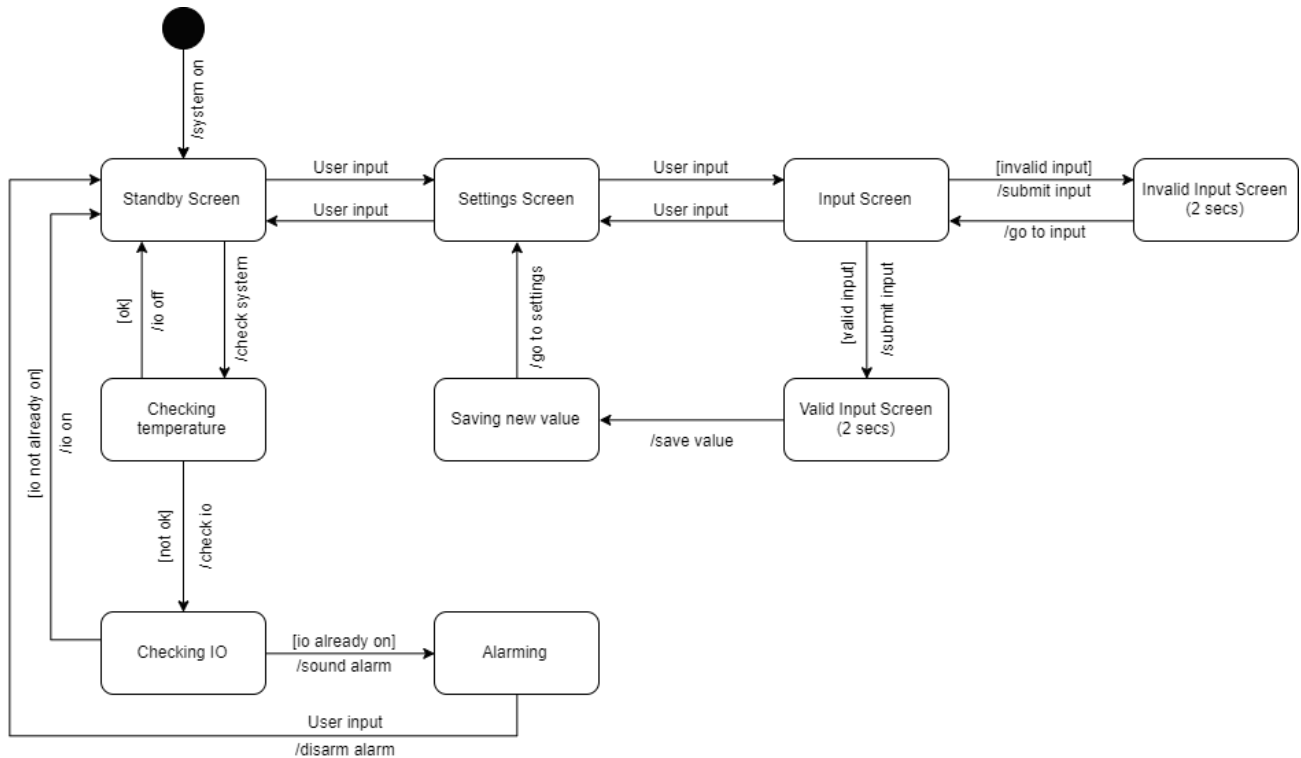 /system on
User input
User input
[invalid input]
/submit input
Standby Screen
Settings Screen
Input Screen
Invalid Input Screen
(2 secs)
User input
User input
/go to input
[ok]
/io off
/check system
/go to settings
[valid input]
/submit input
[io not already on]
/io on
Checking
temperature
Saving new value
Valid Input Screen
(2 secs)
/save value
[not ok]
/check io
Checking IO
[io already on]
/sound alarm
Alarming
User input
/disarm alarm